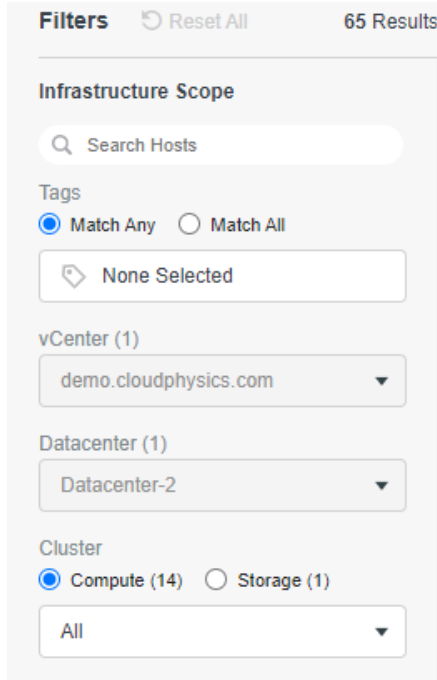 Filters Reset All 65 Results
Infrastructure Scope
Search Hosts
Tags
Match Any Match All
None Selected
vCenter (1)
demo.cloudphysics.com
Datacenter (1)
Datacenter-2
Cluster
Compute (14) Storage (1)
All